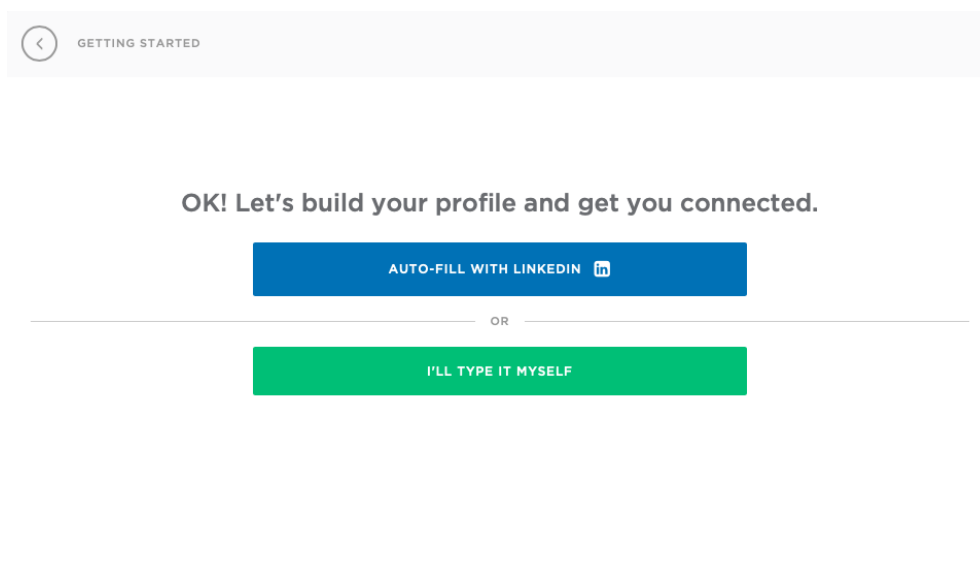 GETTING STARTED
OK! Let's build your profile and get you connected.
AUTO-FILL WITH LINKEDIN in
OR
I'LL TYPE IT MYSELF